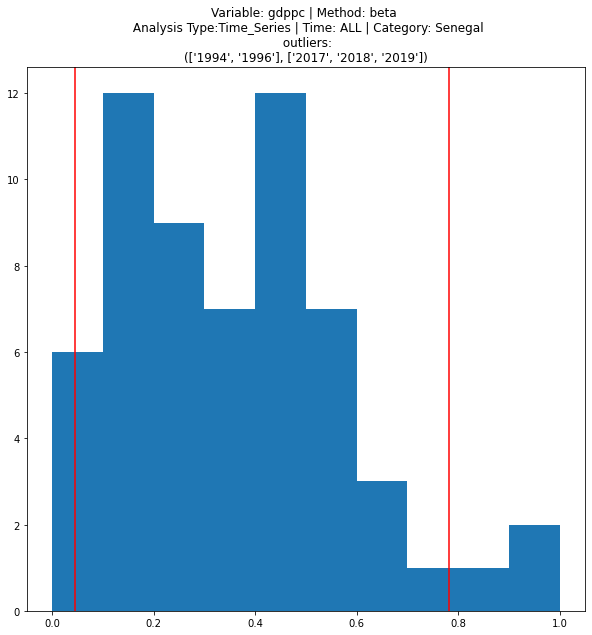 Variable: gdppc | Method: beta
Analysis Type:Time_Series | Time: ALL | Category: Senegal
outliers:
(['1994', '1996'], ['2017', '2018', '2019'])
12
10
8
6
4
2
0
0.0 0.2 0.4 0.6 0.8 1.0